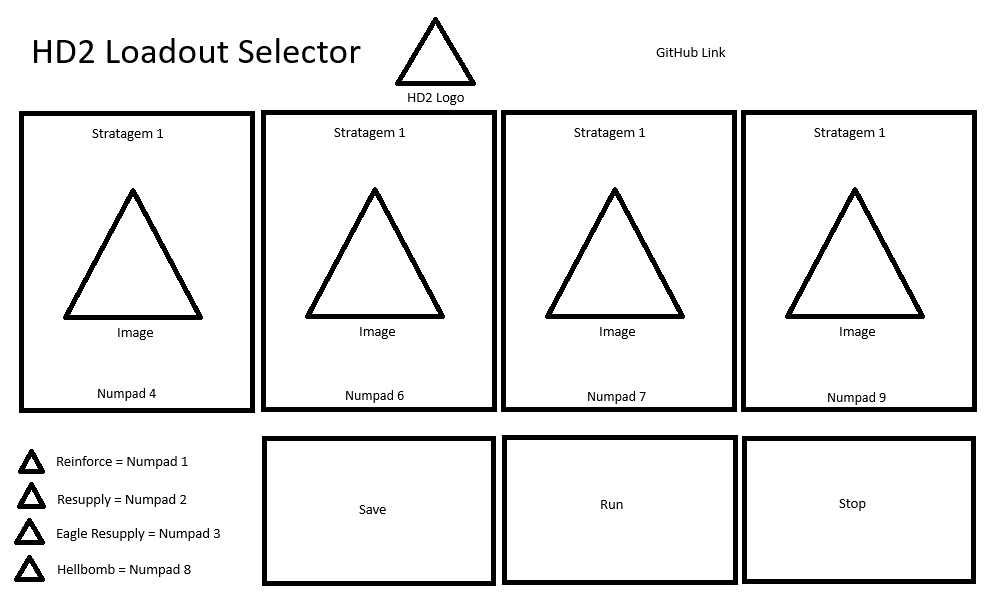 HD2 Loadout Selector
HD2 Logo
GitHub Link
Stratagem 1
Image
Numpad 4
Stratagem 1
Image
Numpad 6
Stratagem 1
Image
Numpad 7
Stratagem 1
Image
Numpad 9
Reinforce = Numpad 1
Resupply = Numpad 2
Eagle Resupply = Numpad 3
Hellbomb = Numpad 8
Save
Run
Stop